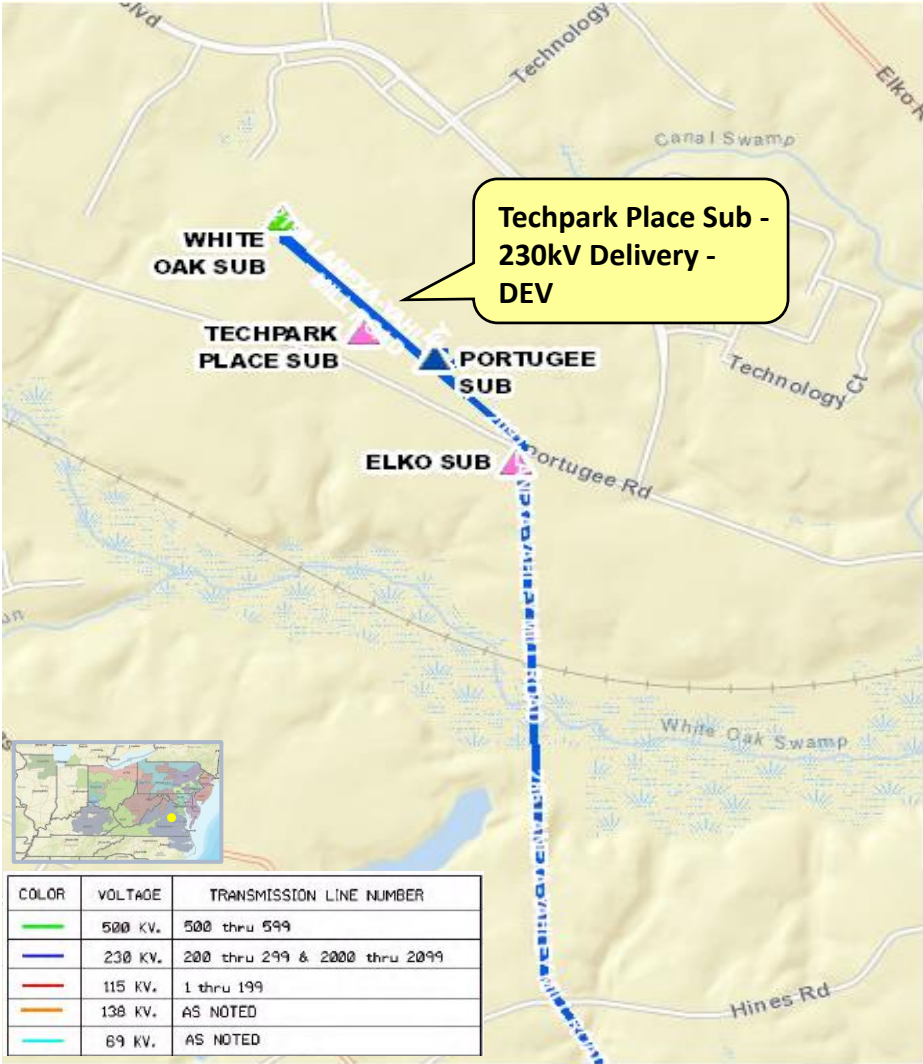 Blvd
Technology
Elko R
Canal Swamp
Techpark Place Sub -
230kV Delivery -
DEV
WHITE
OAK SUB
TECHPARK
PLACE SUB
PORTUGEE
SUB
Technology Ct
ELKO SUB
Portugee Rd
White Oak Swamp
COLOR VOLTAGE TRANSMISSION LINE NUMBER
500 KV. 500 thru 599
230 KV. 200 thru 299 & 2000 thru 2099
115 KV. 1 thru 199
138 KV. AS NOTED
69 KV. AS NOTED
Hines Rd